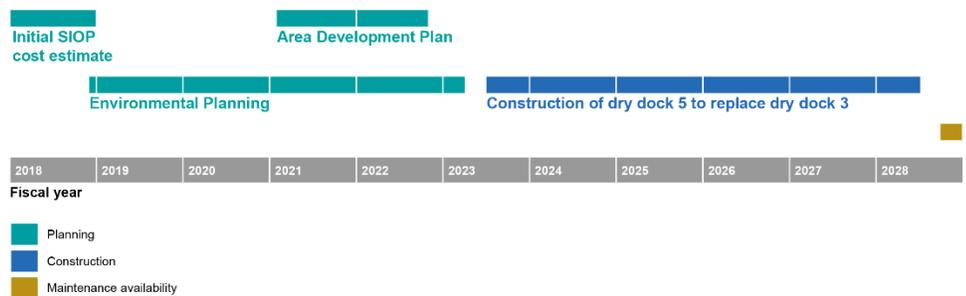 Initial SIOP
cost estimate
Area Development Plan
Environmental Planning
Construction of dry dock 5 to replace dry dock 3
2018 2019 2020 2021 2022 2023 2024 2025 2026 2027 2028
Fiscal year
Planning
Construction
Maintenance availability